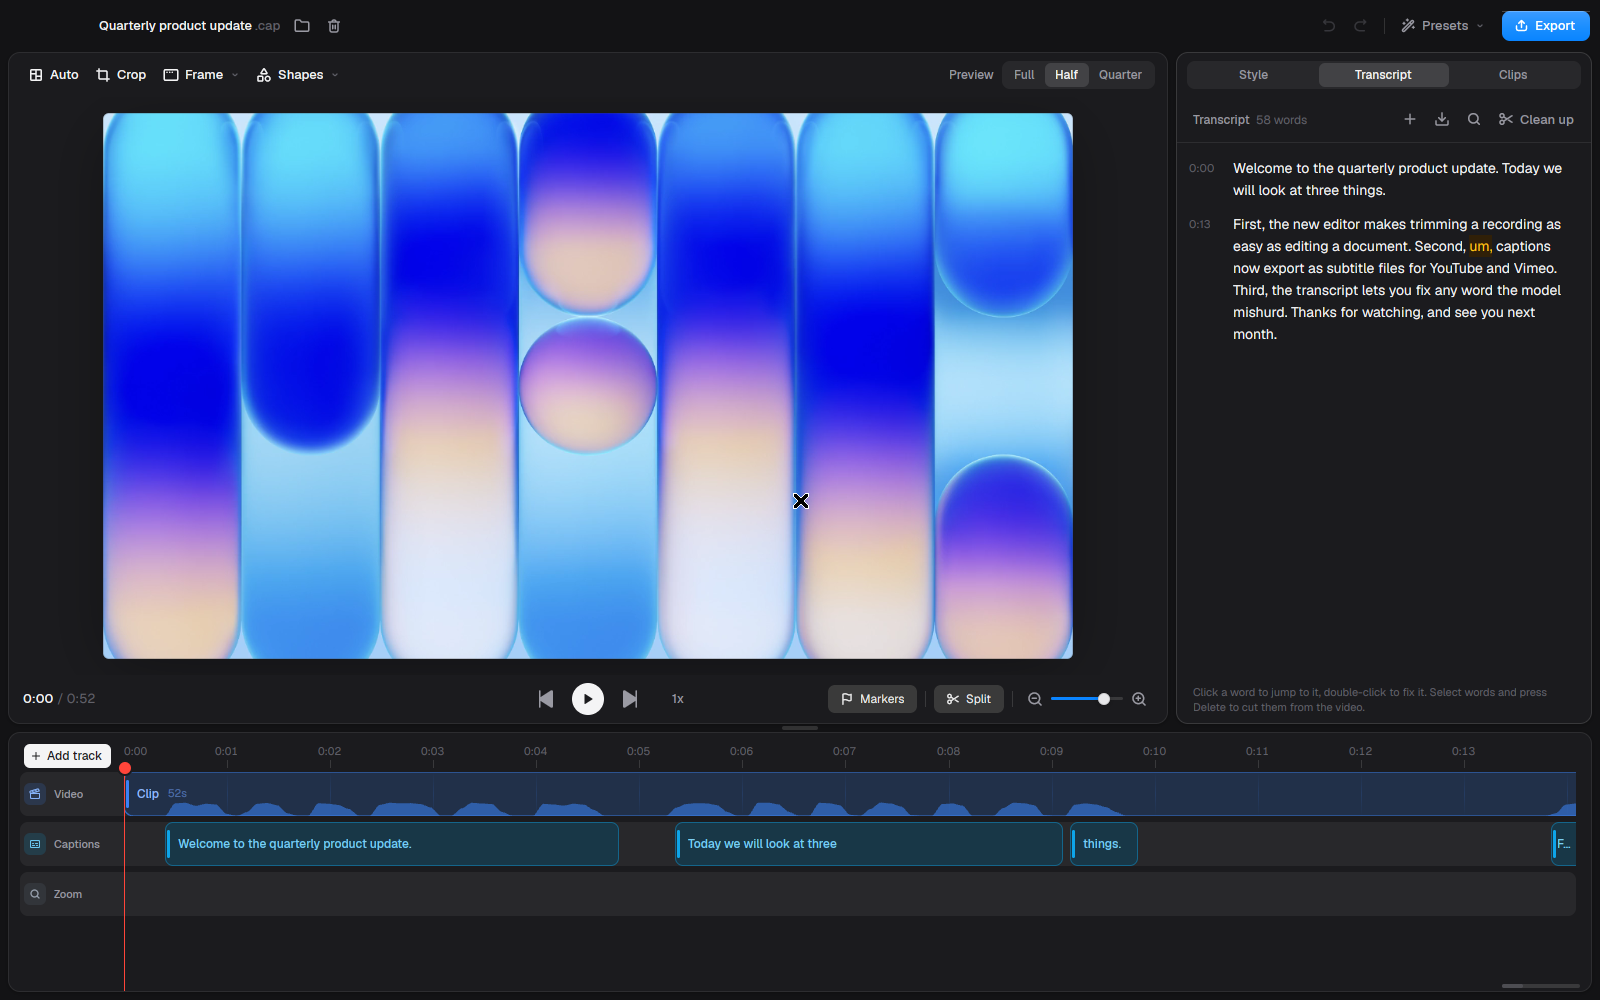 Quarterly product update .cap
Presets
Export
Auto Crop Frame Shapes
Preview Full Half Quarter
Style Transcript Clips
Transcript 58 words Clean up
0:00 Welcome to the quarterly product update. Today we
will look at three things.
0:13 First, the new editor makes trimming a recording as
easy as editing a document. Second, um, captions
now export as subtitle files for YouTube and Vimeo.
Third, the transcript lets you fix any word the model
mishurd. Thanks for watching, and see you next
month.
Click a word to jump to it, double-click to fix it. Select words and press
Delete to cut them from the video.
0:00 / 0:52
1x
Markers Split
Add track
0:00 0:01 0:02 0:03 0:04 0:05 0:06 0:07 0:08 0:09 0:10 0:11 0:12 0:13
Video Clip 52s
Captions Welcome to the quarterly product update. Today we will look at three things. F...
Zoom